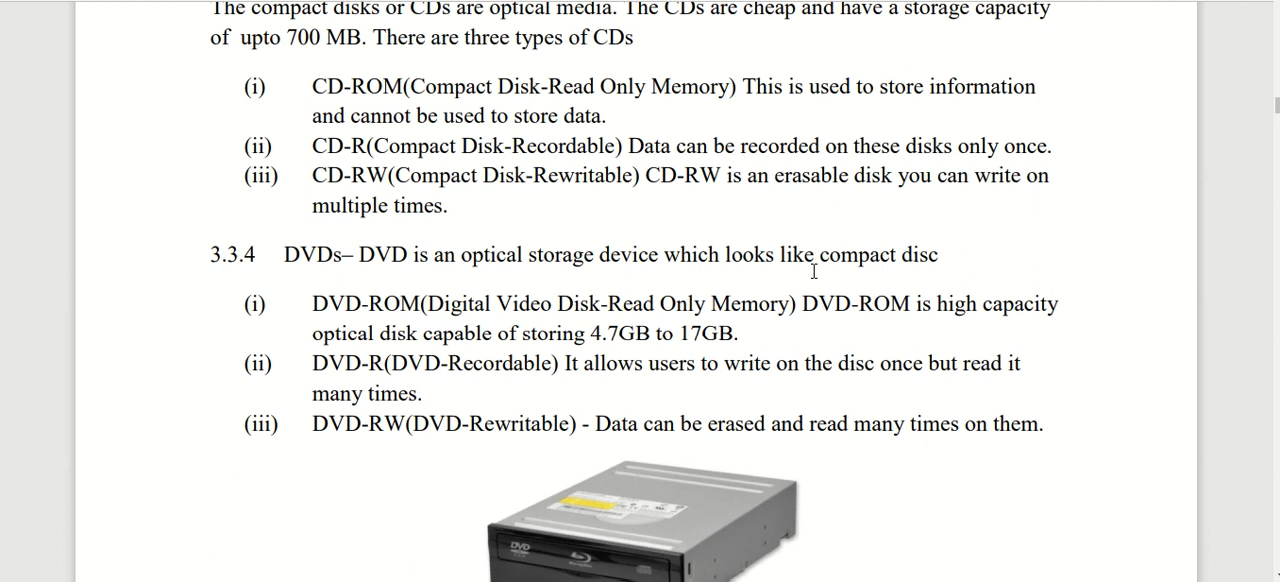 The compact disks or CDs are optical media. The CDs are cheap and have a storage capacity
of upto 700 MB. There are three types of CDs
(i) CD-ROM(Compact Disk-Read Only Memory) This is used to store information
and cannot be used to store data.
(ii) CD-R(Compact Disk-Recordable) Data can be recorded on these disks only once.
(iii) CD-RW(Compact Disk-Rewritable) CD-RW is an erasable disk you can write on
multiple times.
3.3.4 DVDs– DVD is an optical storage device which looks like compact disc
(i) DVD-ROM(Digital Video Disk-Read Only Memory) DVD-ROM is high capacity
optical disk capable of storing 4.7GB to 17GB.
(ii) DVD-R(DVD-Recordable) It allows users to write on the disc once but read it
many times.
(iii) DVD-RW(DVD-Rewritable) - Data can be erased and read many times on them.
DVD